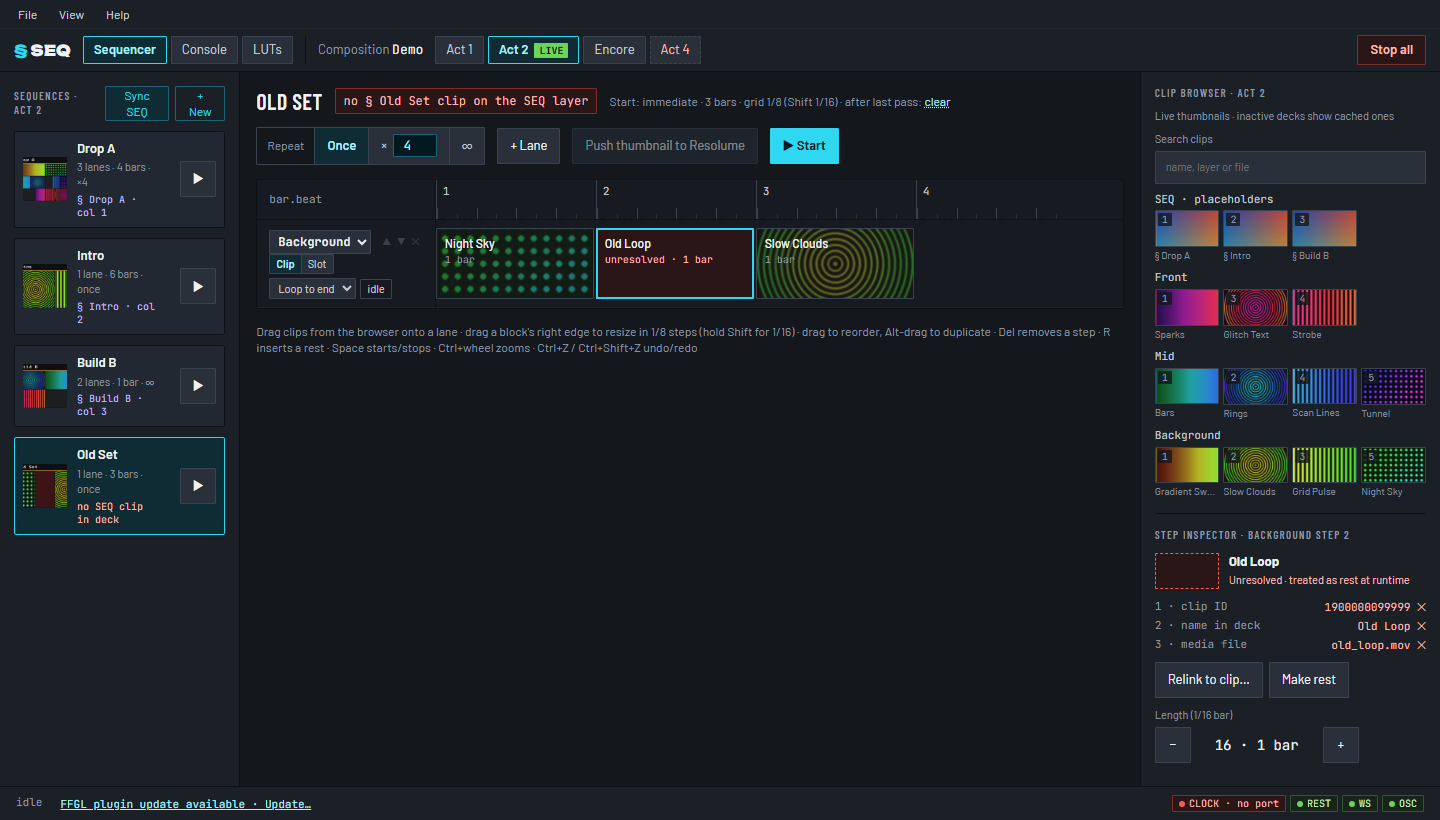 File View Help
§ SEQ Sequencer Console LUTs Composition Demo Act 1 Act 2 LIVE Encore Act 4 Stop all
SEQUENCES · ACT 2
Sync SEQ
+ New
Drop A
3 lanes · 4 bars · ×4
§ Drop A · col 1
Intro
1 lane · 6 bars · once
§ Intro · col 2
Build B
2 lanes · 1 bar · ∞
§ Build B · col 3
Old Set
1 lane · 3 bars · once
no SEQ clip in deck
OLD SET no § Old Set clip on the SEQ layer Start: immediate · 3 bars · grid 1/8 (Shift 1/16) · after last pass: clear
Repeat Once × 4 ∞ + Lane Push thumbnail to Resolume ▶ Start
bar.beat 1 2 3 4
Background ▲ ▼ ×
Clip Slot
Loop to end idle
Night Sky
1 bar
Old Loop
unresolved · 1 bar
Slow Clouds
1 bar
Drag clips from the browser onto a lane · drag a block's right edge to resize in 1/8 steps (hold Shift for 1/16) · drag to reorder, Alt-drag to duplicate · Del removes a step · R
inserts a rest · Space starts/stops · Ctrl+wheel zooms · Ctrl+Z / Ctrl+Shift+Z undo/redo
CLIP BROWSER · ACT 2
Live thumbnails · inactive decks show cached ones
Search clips
name, layer or file
SEQ · placeholders
1 2 3
§ Drop A § Intro § Build B
Front
1 3 4
Sparks Glitch Text Strobe
Mid
1 2 4 5
Bars Rings Scan Lines Tunnel
Background
1 2 3 5
Gradient Sw... Slow Clouds Grid Pulse Night Sky
STEP INSPECTOR · BACKGROUND STEP 2
Old Loop
Unresolved · treated as rest at runtime
1 · clip ID 1900000099999 ×
2 · name in deck Old Loop ×
3 · media file old_loop.mov ×
Relink to clip... Make rest
Length (1/16 bar)
− 16 · 1 bar +
idle FFGL plugin update available · Update… CLOCK · no port REST WS OSC